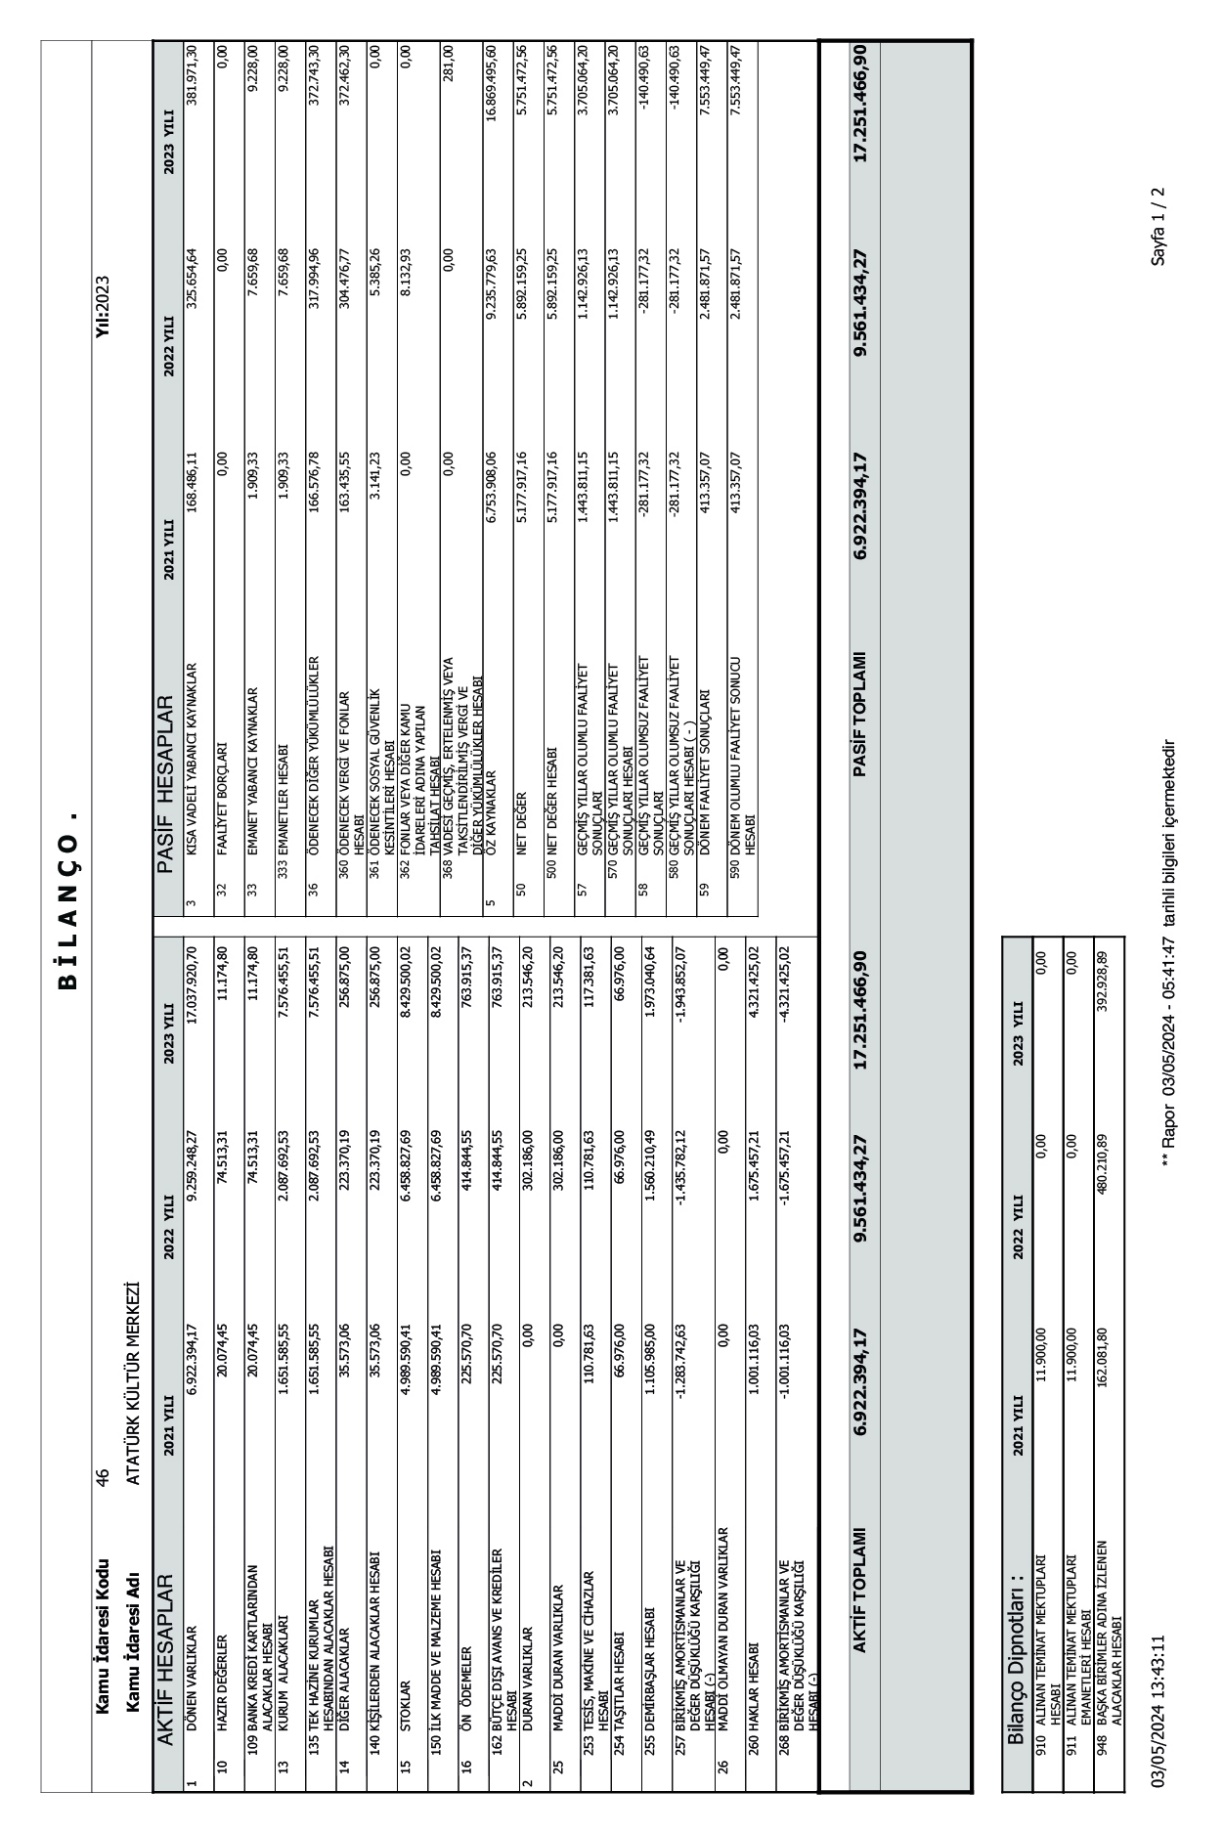 BİLANÇO .
Kamu İdaresi Kodu 46 Yıl:2023
Kamu İdaresi Adı ATATÜRK KÜLTÜR MERKEZİ
AKTİF HESAPLAR 2021 YILI 2022 YILI 2023 YILI
1 DÖNEN VARLIKLAR 6.922.394,17 9.259.248,27 17.037.920,70
10 HAZIR DEĞERLER 20.074,45 74.513,31 11.174,80
109 BANKA KREDİ KARTLARINDAN
ALACAKLAR HESABI 20.074,45 74.513,31 11.174,80
13 KURUM ALACAKLARI 1.651.585,55 2.087.692,53 7.576.455,51
135 TEK HAZİNE KURUMLAR
HESABINDAN ALACAKLAR HESABI 1.651.585,55 2.087.692,53 7.576.455,51
14 DİĞER ALACAKLAR 35.573,06 223.370,19 256.875,00
140 KİŞİLERDEN ALACAKLAR HESABI 35.573,06 223.370,19 256.875,00
15 STOKLAR 4.989.590,41 6.458.827,69 8.429.500,02
150 İLK MADDE VE MALZEME HESABI 4.989.590,41 6.458.827,69 8.429.500,02
16 ÖN ÖDEMELER 225.570,70 414.844,55 763.915,37
162 BÜTÇE DIŞI AVANS VE KREDİLER
HESABI 225.570,70 414.844,55 763.915,37
2 DURAN VARLIKLAR 0,00 302.186,00 213.546,20
25 MADDİ DURAN VARLIKLAR 0,00 302.186,00 213.546,20
253 TESİS, MAKİNE VE CİHAZLAR
HESABI 110.781,63 110.781,63 117.381,63
254 TAŞITLAR HESABI 66.976,00 66.976,00 66.976,00
255 DEMİRBAŞLAR HESABI 1.105.985,00 1.560.210,49 1.973.040,64
257 BİRİKMİŞ AMORTİSMANLAR VE
DEĞER DÜŞÜKLÜĞÜ KARŞILIĞI
HESABI (-) -1.283.742,63 -1.435.782,12 -1.943.852,07
26 MADDİ OLMAYAN DURAN VARLIKLAR 0,00 0,00 0,00
260 HAKLAR HESABI 1.001.116,03 1.675.457,21 4.321.425,02
268 BİRİKMİŞ AMORTİSMANLAR VE
DEĞER DÜŞÜKLÜĞÜ KARŞILIĞI
HESABI (-) -1.001.116,03 -1.675.457,21 -4.321.425,02
PASİF HESAPLAR 2021 YILI 2022 YILI 2023 YILI
3 KISA VADELİ YABANCI KAYNAKLAR 168.486,11 325.654,64 381.971,30
32 FAALİYET BORÇLARI 0,00 0,00 0,00
33 EMANET YABANCI KAYNAKLAR 1.909,33 7.659,68 9.228,00
333 EMANETLER HESABI 1.909,33 7.659,68 9.228,00
36 ÖDENECEK DİĞER YÜKÜMLÜLÜKLER 166.576,78 317.994,96 372.743,30
360 ÖDENECEK VERGİ VE FONLAR
HESABI 163.435,55 304.476,77 372.462,30
361 ÖDENECEK SOSYAL GÜVENLİK
KESİNTİLERİ HESABI 3.141,23 5.385,26 0,00
362 FONLAR VEYA DİĞER KAMU
İDARELERİ ADINA YAPILAN
TAHSİLAT HESABI 0,00 8.132,93 0,00
368 VADESİ GEÇMİŞ, ERTELENMİŞ VEYA
TAKSİTLENDİRİLMİŞ VERGİ VE
DİĞER YÜKÜMLÜLÜKLER HESABI 0,00 0,00 281,00
5 ÖZ KAYNAKLAR 6.753.908,06 9.235.779,63 16.869.495,60
50 NET DEĞER 5.177.917,16 5.892.159,25 5.751.472,56
500 NET DEĞER HESABI 5.177.917,16 5.892.159,25 5.751.472,56
57 GEÇMİŞ YILLAR OLUMLU FAALİYET
SONUÇLARI 1.443.811,15 1.142.926,13 3.705.064,20
570 GEÇMİŞ YILLAR OLUMLU FAALİYET
SONUÇLARI HESABI 1.443.811,15 1.142.926,13 3.705.064,20
58 GEÇMİŞ YILLAR OLUMSUZ FAALİYET
SONUÇLARI -281.177,32 -281.177,32 -140.490,63
580 GEÇMİŞ YILLAR OLUMSUZ FAALİYET
SONUÇLARI HESABI ( - ) -281.177,32 -281.177,32 -140.490,63
59 DÖNEM FAALİYET SONUÇLARI 413.357,07 2.481.871,57 7.553.449,47
590 DÖNEM OLUMLU FAALİYET SONUCU
HESABI 413.357,07 2.481.871,57 7.553.449,47
AKTİF TOPLAMI 6.922.394,17 9.561.434,27 17.251.466,90 PASİF TOPLAMI 6.922.394,17 9.561.434,27 17.251.466,90
Bilanço Dipnotları : 2021 YILI 2022 YILI 2023 YILI
910 ALINAN TEMİNAT MEKTUPLARI
HESABI 11.900,00 0,00 0,00
911 ALINAN TEMİNAT MEKTUPLARI
EMANETLERİ HESABI 11.900,00 0,00 0,00
948 BAŞKA BİRİMLER ADINA İZLENEN
ALACAKLAR HESABI 162.081,80 480.210,89 392.928,89
03/05/2024 13:43:11 Sayfa 1 / 2
** Rapor 03/05/2024 - 05:41:47 tarihli bilgileri içermektedir